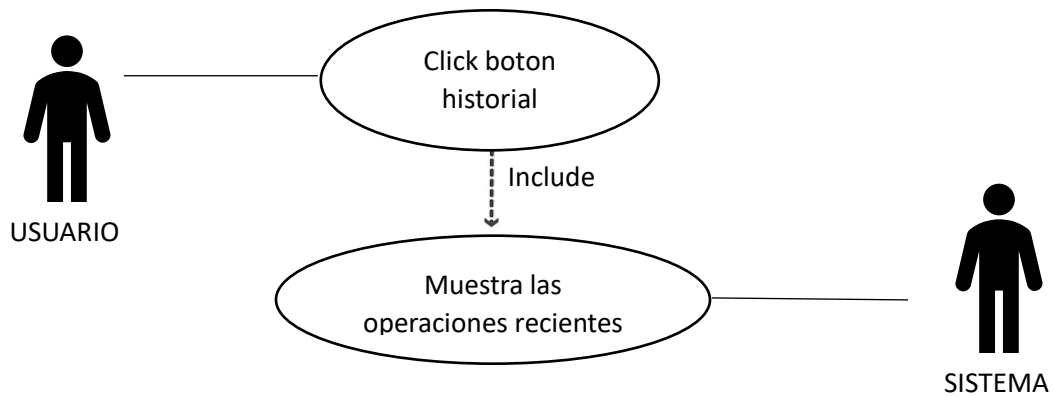 Click boton
historial
Include
USUARIO
Muestra las
operaciones recientes
SISTEMA